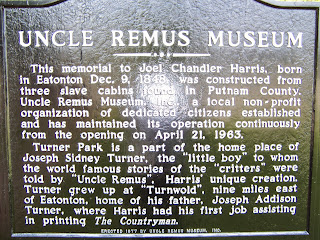 UNCLE REMUS MUSEUM
This memorial to Joel Chandler Harris, born
in Eatonton Dec. 9, 1848, was constructed from
three slave cabins found in Putnam County.
Uncle Remus Museum, Inc., a local non-profit
organization of dedicated citizens established
and has maintained its operation continuously
from the opening on April 21, 1963.
Turner Park is a part of the home place of
Joseph Sidney Turner, the "little boy" to whom
the world famous stories of the "critters" were
told by "Uncle Remus", Harris' unique creation.
Turner grew up at "Turnwold", nine miles east
of Eatonton, home of his father, Joseph Addison
Turner, where Harris had his first job assisting
in printing The Countryman.
ERECTED 1977 BY UNCLE REMUS MUSEUM, INC.